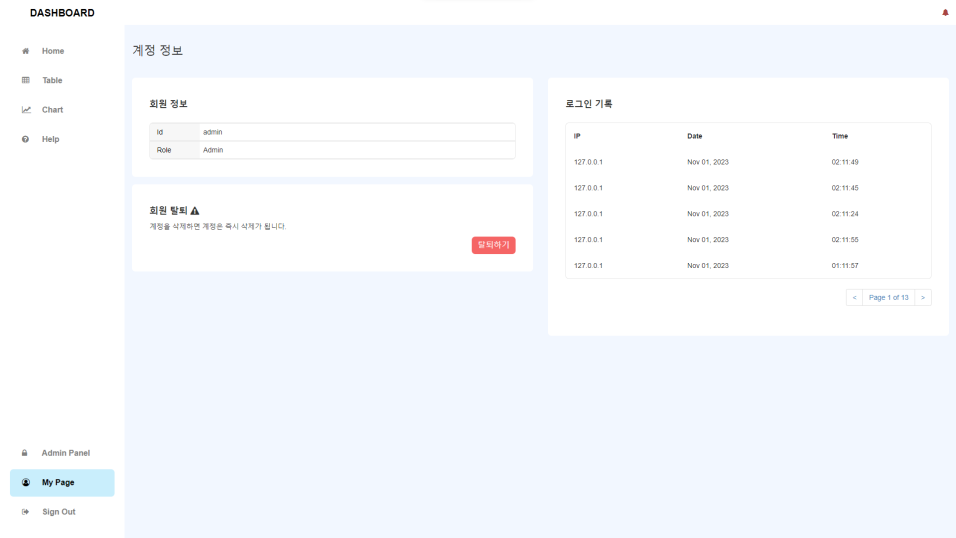 DASHBOARD
Home
Table
Chart
Help
Admin Panel
My Page
Sign Out
계정 정보
회원 정보
Id admin
Role Admin
회원 탈퇴
계정을 삭제하면 계정은 즉시 삭제가 됩니다.
탈퇴하기
로그인 기록
IP Date Time
127.0.0.1 Nov 01, 2023 02:11:49
127.0.0.1 Nov 01, 2023 02:11:45
127.0.0.1 Nov 01, 2023 02:11:24
127.0.0.1 Nov 01, 2023 02:11:55
127.0.0.1 Nov 01, 2023 01:11:57
< Page 1 of 13 >